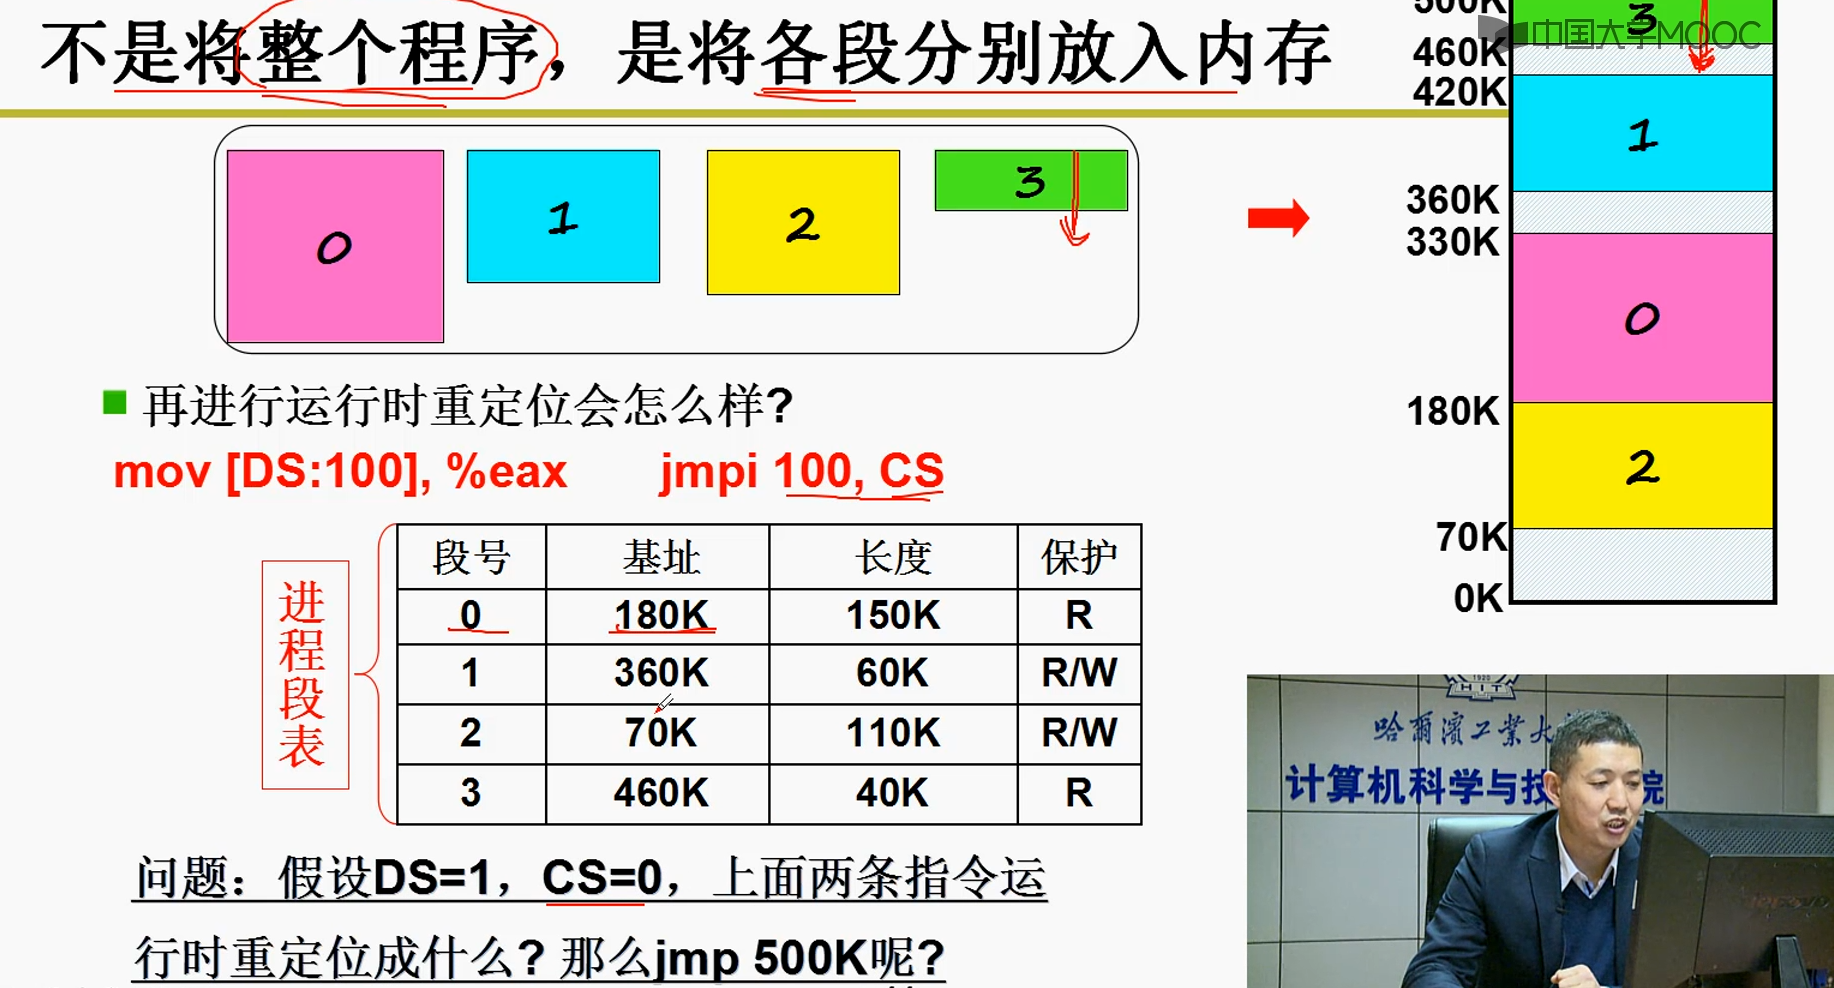 不是将整个程序，是将各段分别放入内存
中国大学MOOC
0
1
2
3
500K
460K
420K
360K
330K
180K
70K
0K
3
1
0
2
再进行运行时重定位会怎么样?
mov [DS:100], %eax jmpi 100, CS
进程段表
段号 基址 长度 保护
0 180K 150K R
1 360K 60K R/W
2 70K 110K R/W
3 460K 40K R
问题：假设DS=1，CS=0，上面两条指令运
行时重定位成什么? 那么jmp 500K呢?
1920
HIT
哈爾濱工業大
计算机科学与技 院